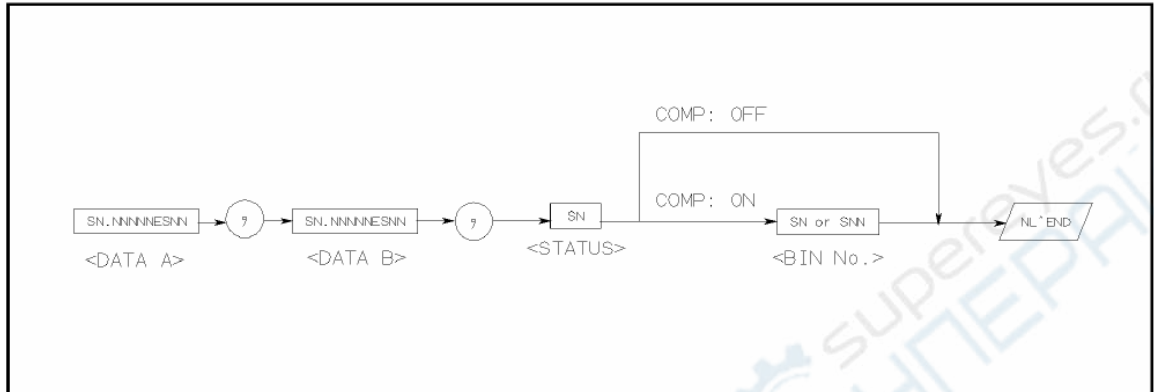 COMP: OFF
COMP: ON
SN.NNNNNESNN , SN.NNNNNESNN , SN SN or SNN NL^END
<DATA A> <DATA B> <STATUS> <BIN No.>
supereyes.